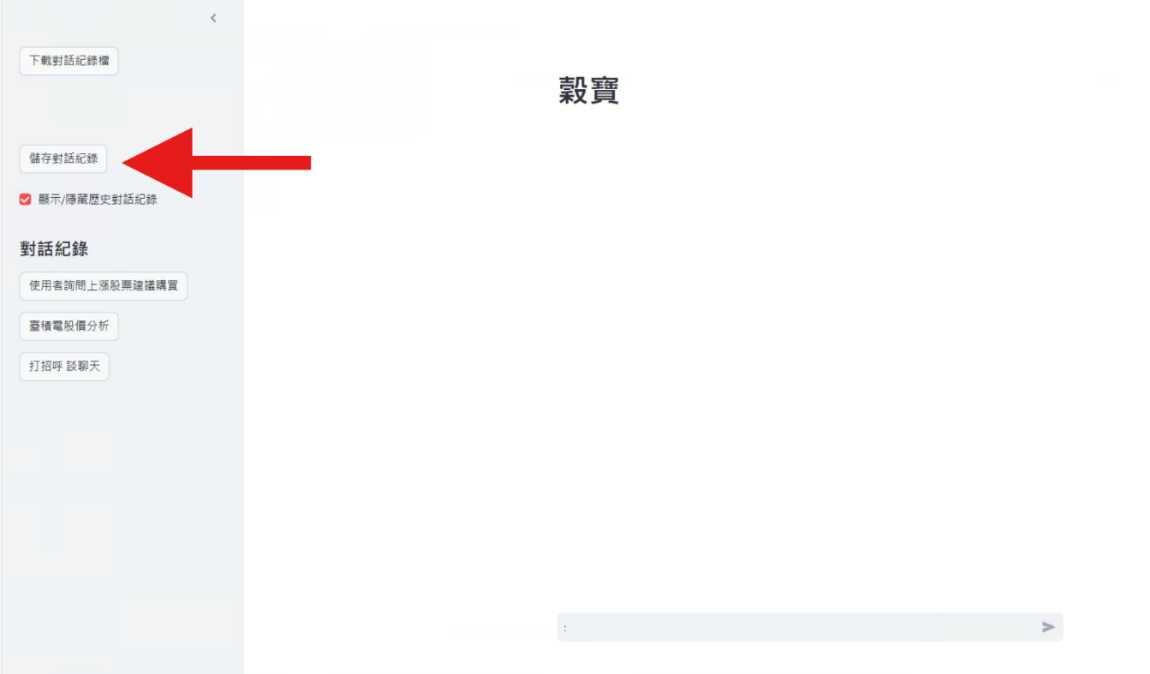 下載對話紀錄檔
儲存對話紀錄
顯示/隱藏歷史對話紀錄
對話紀錄
使用者詢問上漲股票建議購買
臺積電股價分析
打招呼 談聊天
穀寶
: